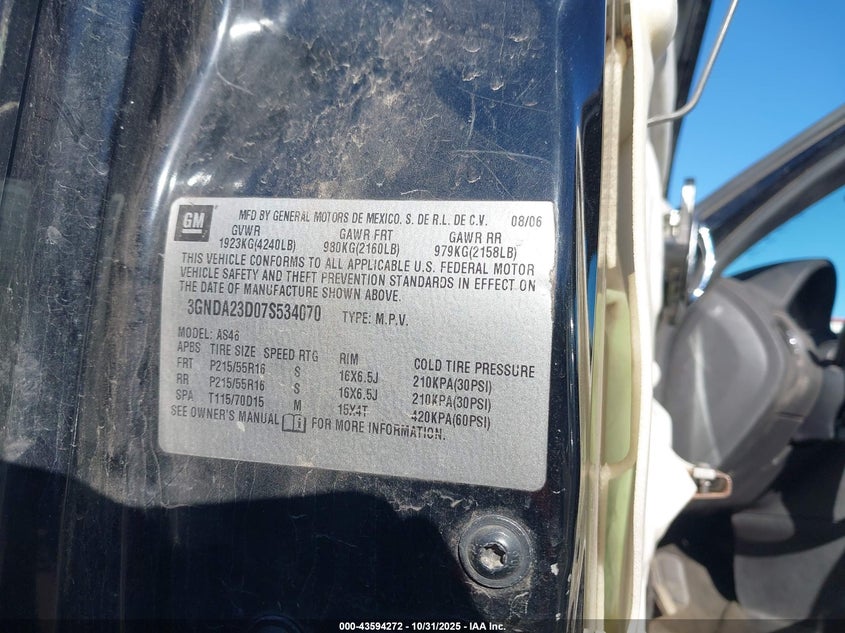 GM
MFD BY GENERAL MOTORS DE MEXICO. S. DE R.L. DE C.V. 08/06
GVWR GAWR FRT GAWR RR
1923KG(4240LB) 980KG(2160LB) 979KG(2158LB)
THIS VEHICLE CONFORMS TO ALL APPLICABLE U.S. FEDERAL MOTOR
VEHICLE SAFETY AND THEFT PREVENTION STANDARDS IN EFFECT ON
THE DATE OF MANUFACTURE SHOWN ABOVE.
3GNDA23D07S534070 TYPE: M.P.V.
MODEL: AS46
APBS TIRE SIZE SPEED RTG RIM COLD TIRE PRESSURE
FRT P215/55R16 S 16X6.5J 210KPA(30PSI)
RR P215/55R16 S 16X6.5J 210KPA(30PSI)
SPA T115/70D15 M 15X4T 420KPA(60PSI)
SEE OWNER'S MANUAL FOR MORE INFORMATION.
000-43594272 - 10/31/2025 - IAA Inc.